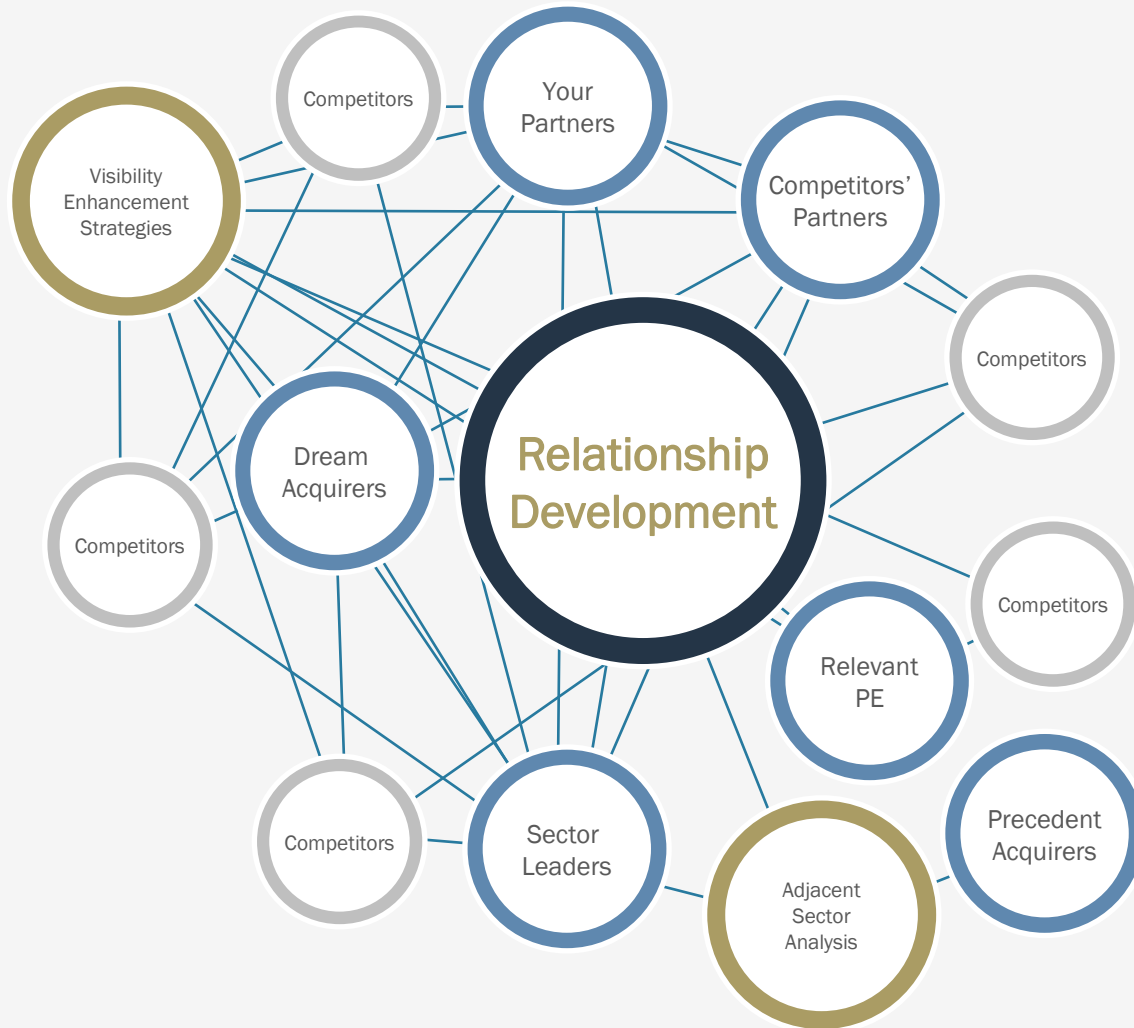 Competitors
Your
Partners
Visibility
Enhancement
Strategies
Competitors’
Partners
Competitors
Relationship
Development
Dream
Acquirers
Competitors
Competitors
Relevant
PE
Competitors
Sector
Leaders
Precedent
Acquirers
Adjacent
Sector
Analysis